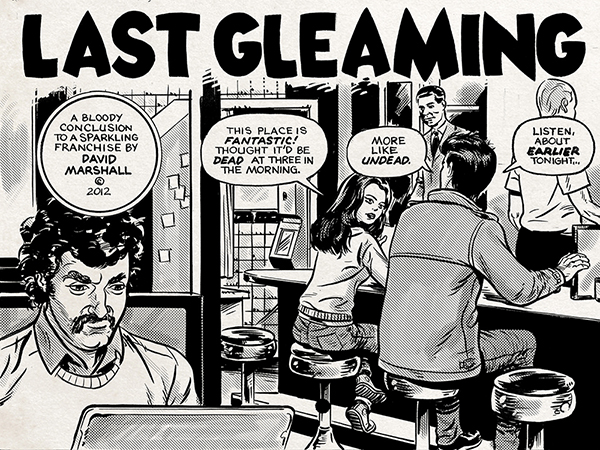 LAST GLEAMING
A BLOODY
CONCLUSION
TO A SPARKLING
FRANCHISE BY
DAVID
MARSHALL
©
2012
THIS PLACE IS
FANTASTIC!
THOUGHT IT'D BE
DEAD AT THREE IN
THE MORNING.
MORE
LIKE
UNDEAD.
LISTEN,
ABOUT
EARLIER
TONIGHT...